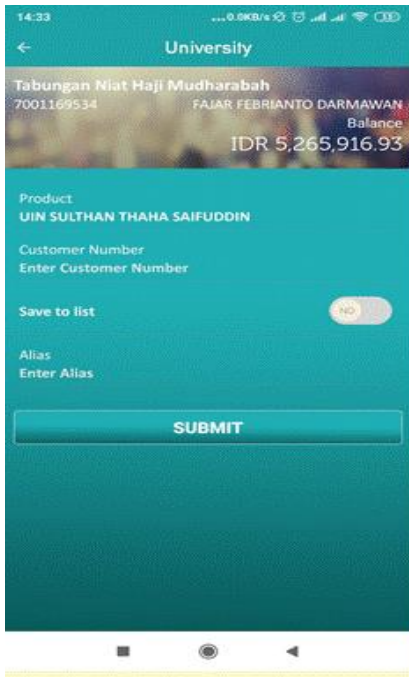 14:33 ...0.0KB/s
University
Tabungan Niat Haji Mudharabah
7001169534 FAJAR FEBRIANTO DARMAWAN
Balance
IDR 5,265,916.93
Product
UIN SULTHAN THAHA SAIFUDDIN
Customer Number
Enter Customer Number
Save to list NO
Alias
Enter Alias
SUBMIT